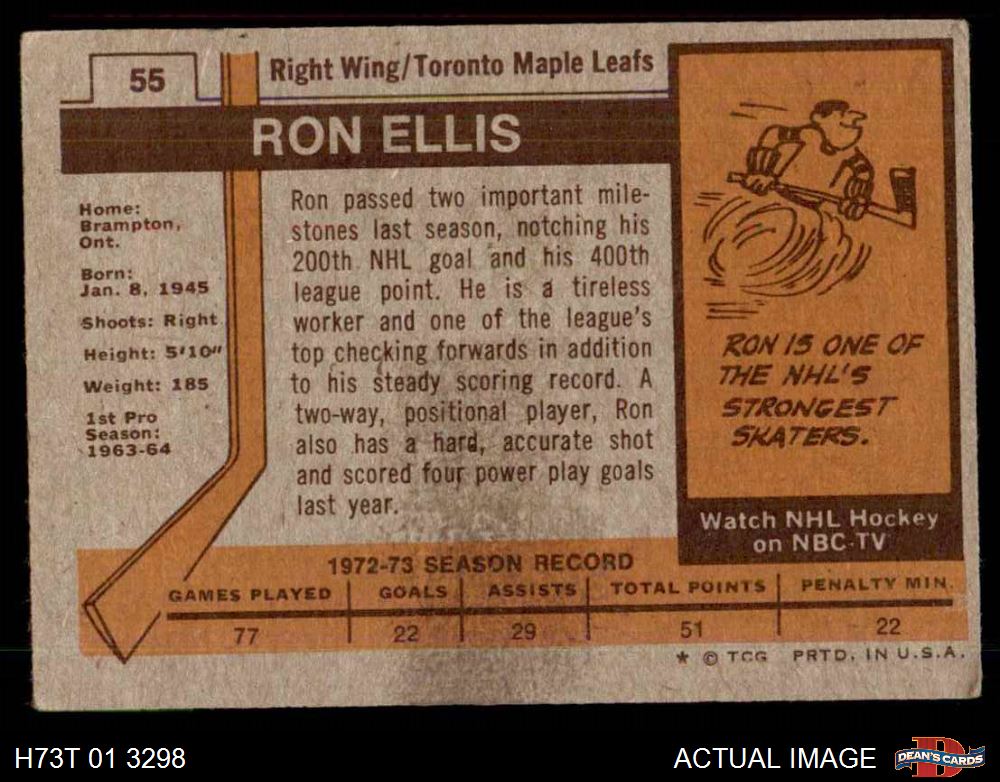 55
Right Wing/Toronto Maple Leafs
RON ELLIS
Home:
Brampton,
Ont.
Born:
Jan. 8, 1945
Shoots: Right
Height: 5'10"
Weight: 185
1st Pro
Season:
1963-64
Ron passed two important mile-
stones last season, notching his
200th NHL goal and his 400th
league point. He is a tireless
worker and one of the league's
top checking forwards in addition
to his steady scoring record. A
two-way, positional player, Ron
also has a hard, accurate shot
and scored four power play goals
last year.
RON IS ONE OF
THE NHL'S
STRONGEST
SKATERS.
Watch NHL Hockey
on NBC-TV
1972-73 SEASON RECORD
GAMES PLAYED GOALS ASSISTS TOTAL POINTS PENALTY MIN.
77 22 29 51 22
* © TCG PRTD. IN U.S.A.
H73T 01 3298
ACTUAL IMAGE
D
DEAN'S CARDS